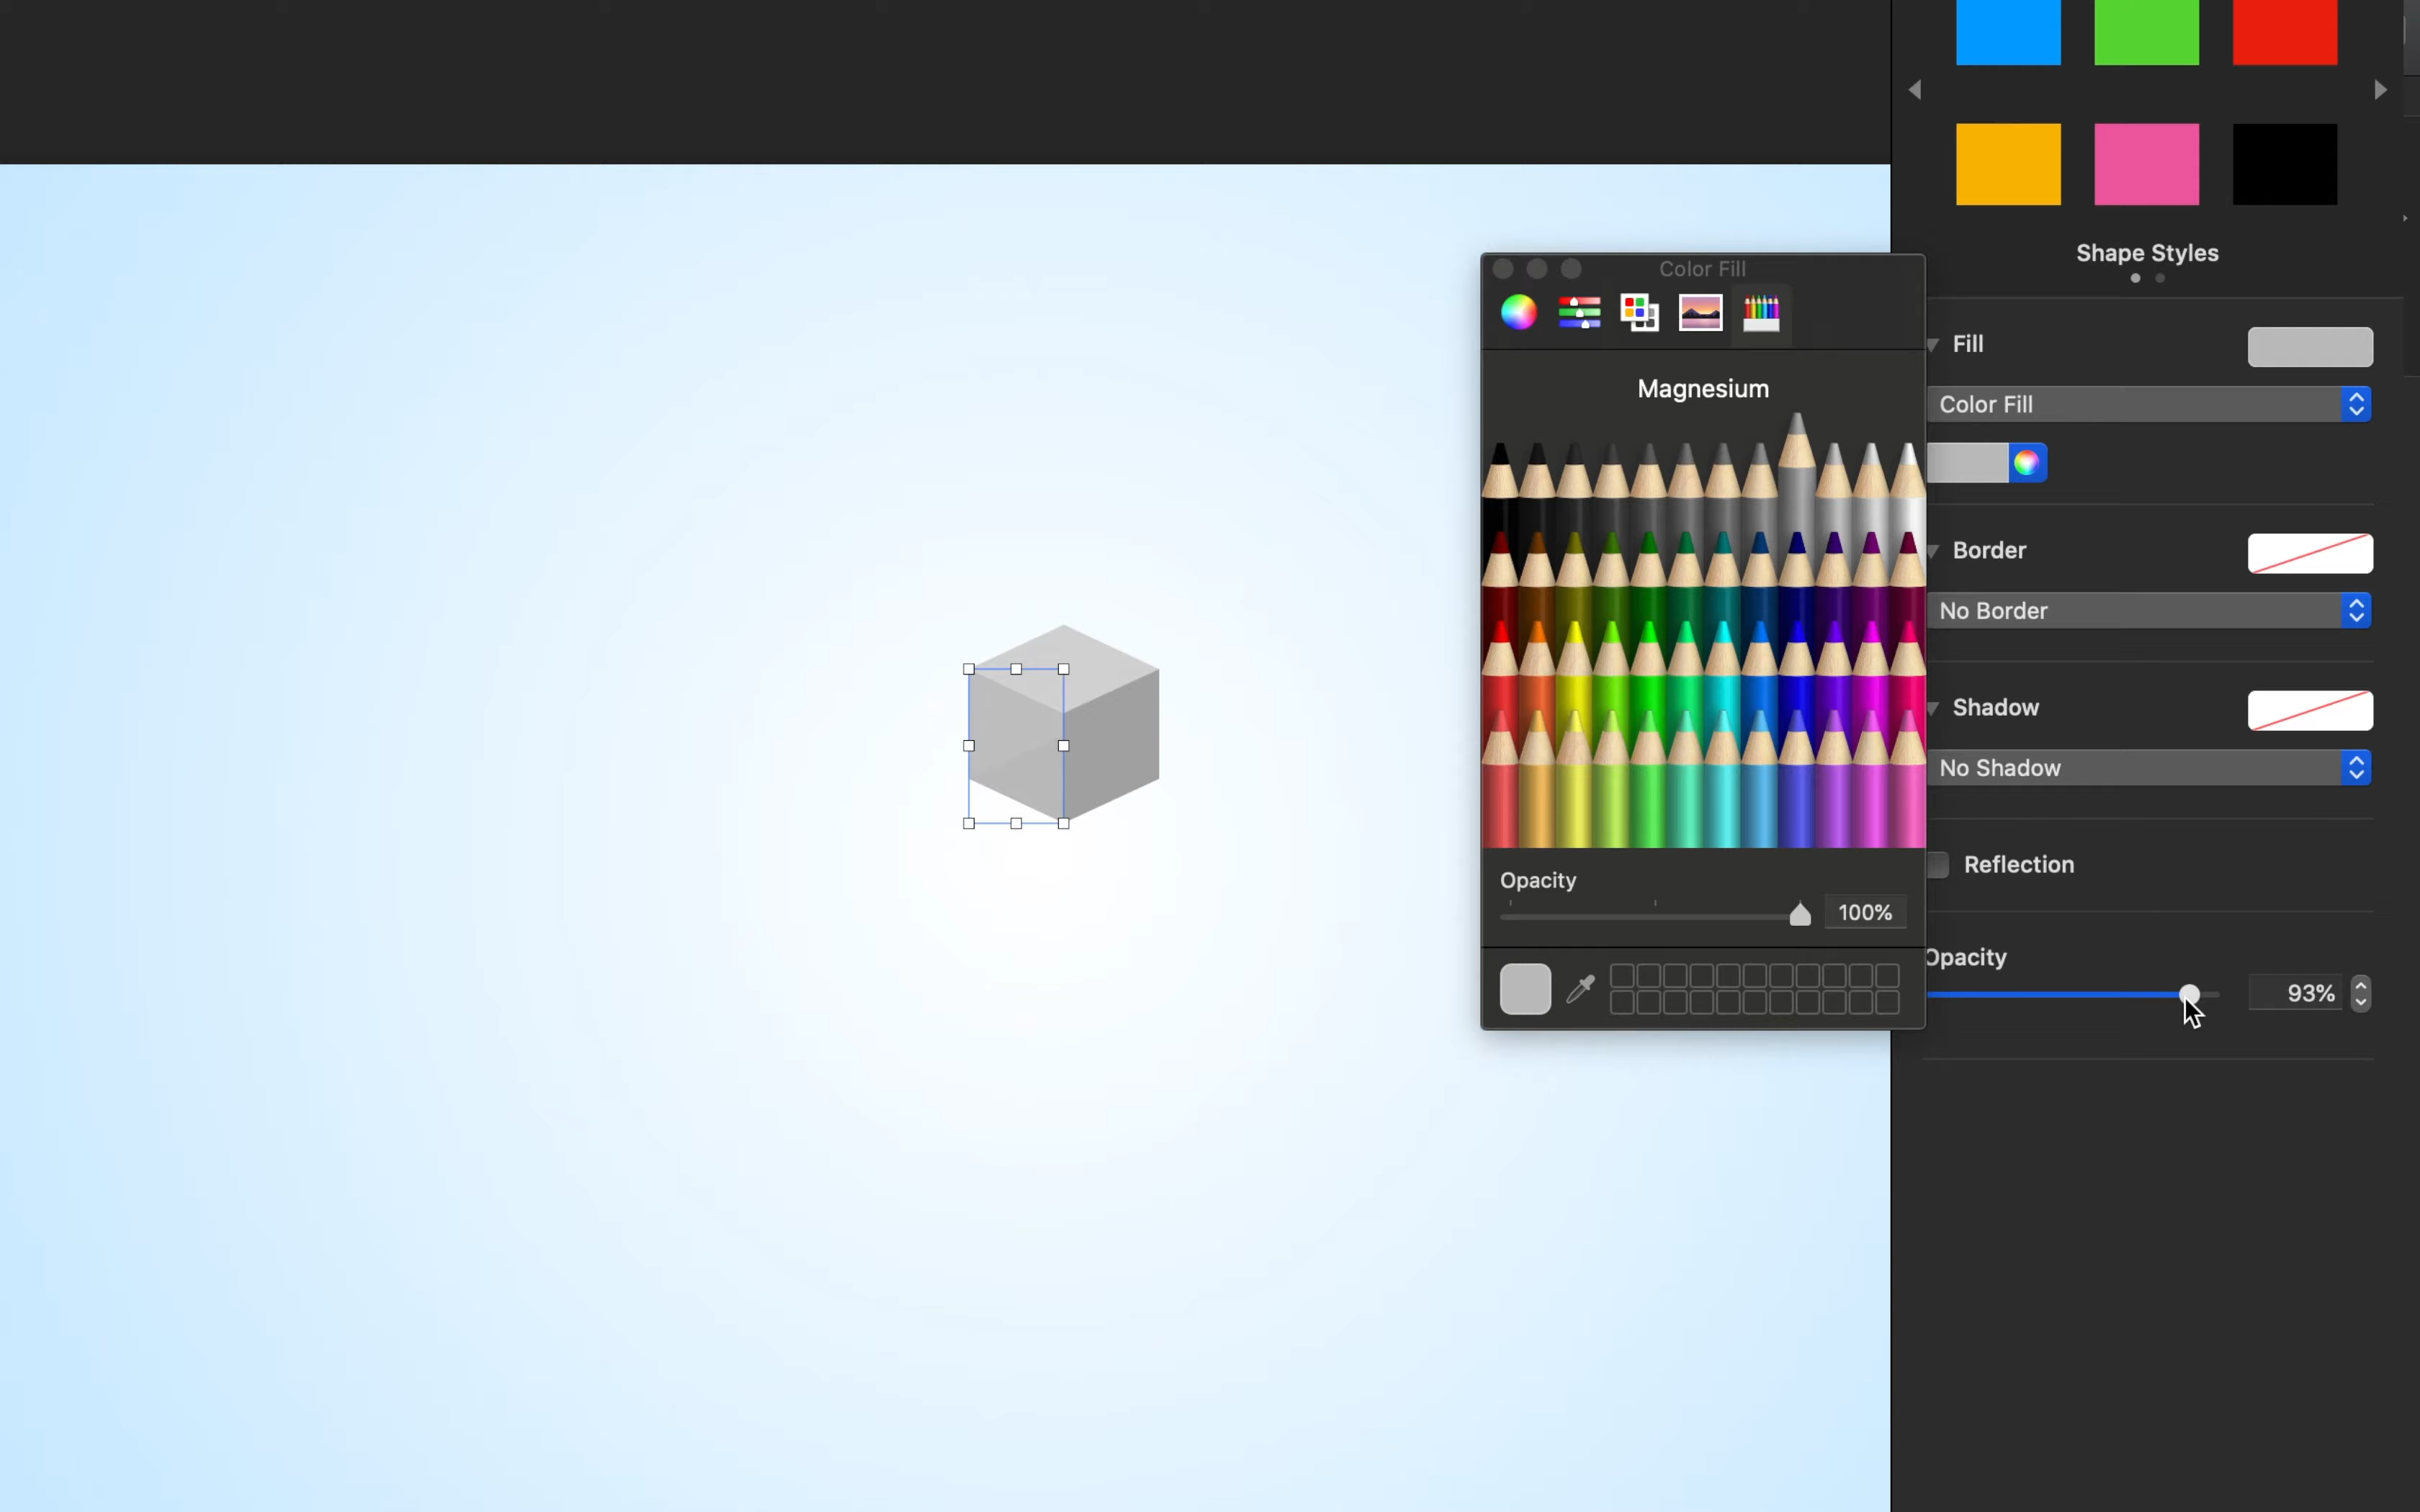 Shape Styles
Color Fill
Fill
Magnesium
Color Fill
Border
No Border
Shadow
No Shadow
Reflection
Opacity
100%
Opacity
93%